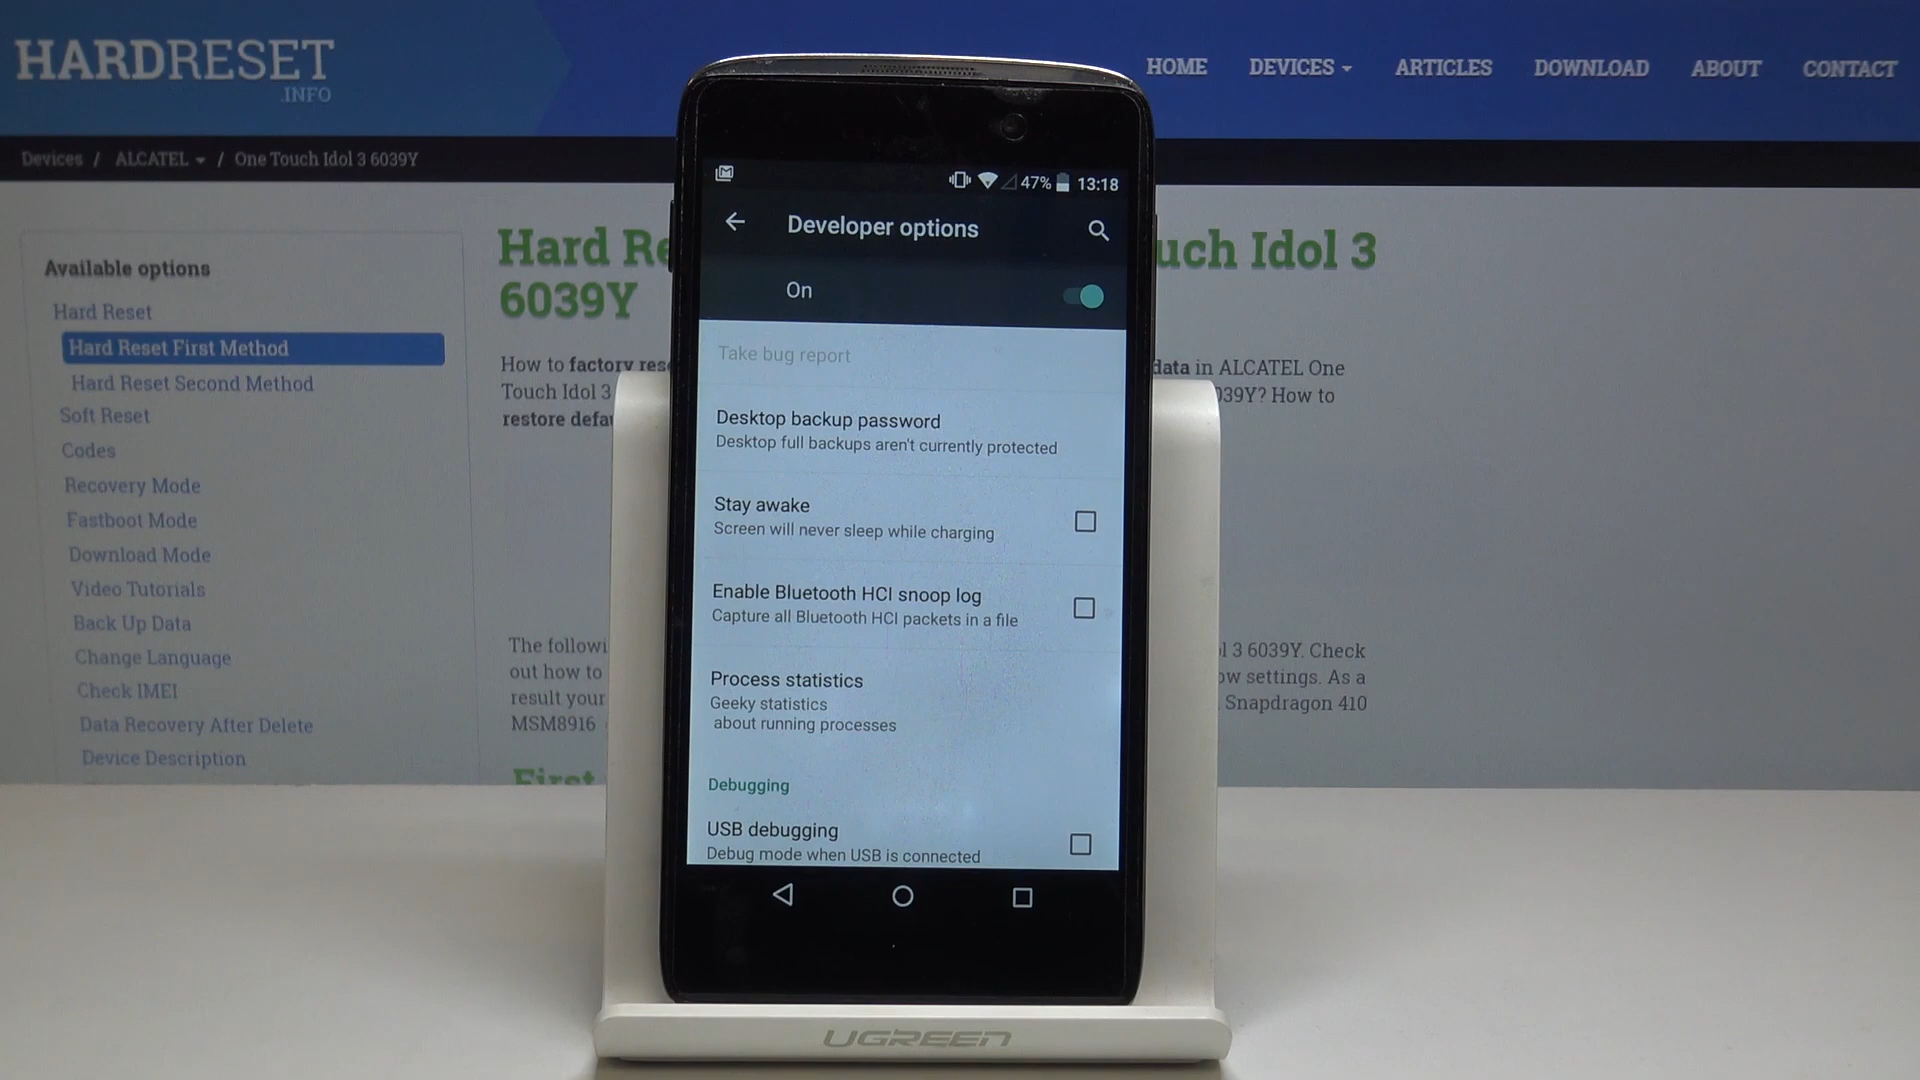 HARDRESET
.INFO
HOME DEVICES ARTICLES DOWNLOAD ABOUT CONTACT
Devices / ALCATEL / One Touch Idol 3 6039Y
Available options
Hard Reset
Hard Reset First Method
Hard Reset Second Method
Soft Reset
Codes
Recovery Mode
Fastboot Mode
Download Mode
Video Tutorials
Back Up Data
Change Language
Check IMEI
Data Recovery After Delete
Device Description
Hard Re
uch Idol 3
6039Y
How to factory rese
data in ALCATEL One
Touch Idol 3
039Y? How to
restore defau
The followi
l 3 6039Y. Check
out how to
ow settings. As a
result your
Snapdragon 410
MSM8916
First
47% 13:18
Developer options
On
Take bug report
Desktop backup password
Desktop full backups aren't currently protected
Stay awake
Screen will never sleep while charging
Enable Bluetooth HCI snoop log
Capture all Bluetooth HCI packets in a file
Process statistics
Geeky statistics
about running processes
Debugging
USB debugging
Debug mode when USB is connected
UGREEN